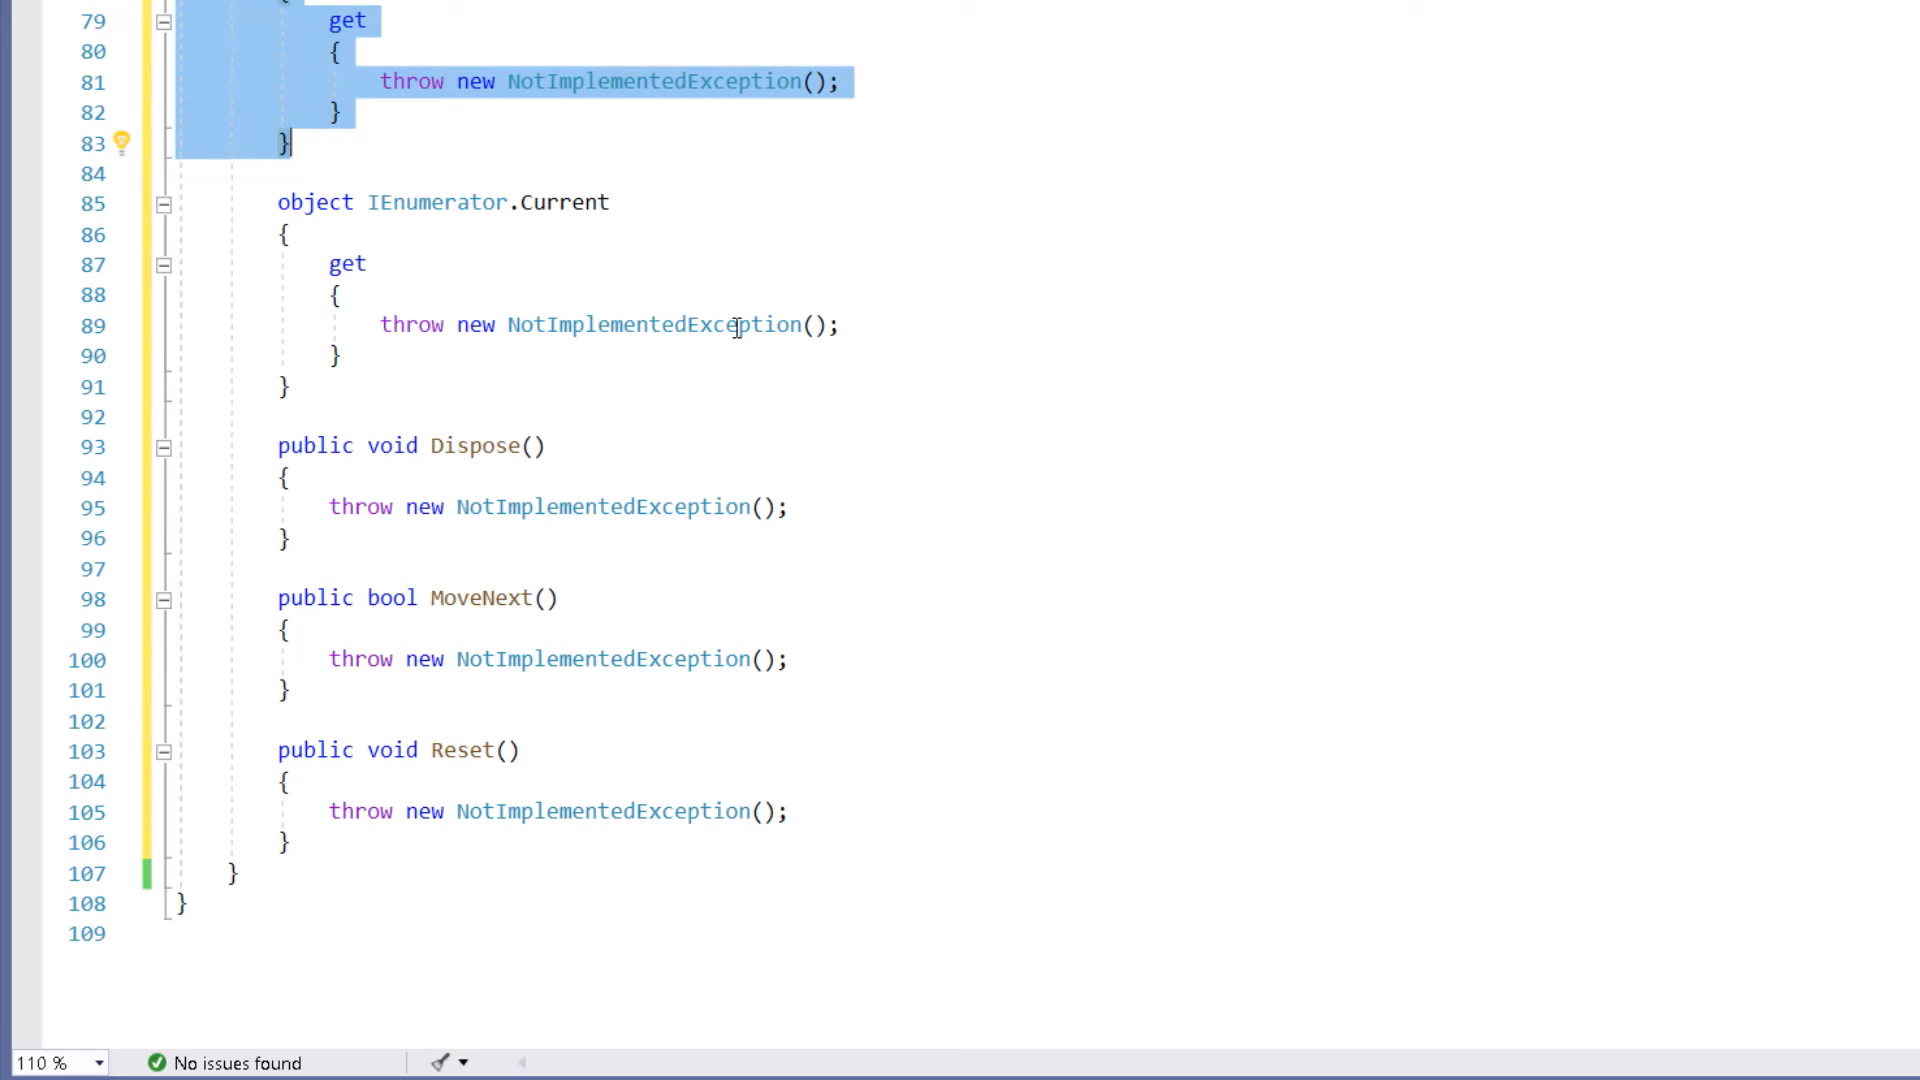 79 get
80 {
81 throw new NotImplementedException();
82 }
83 }
84
85 object IEnumerator.Current
86 {
87 get
88 {
89 throw new NotImplementedException();
90 }
91 }
92
93 public void Dispose()
94 {
95 throw new NotImplementedException();
96 }
97
98 public bool MoveNext()
99 {
100 throw new NotImplementedException();
101 }
102
103 public void Reset()
104 {
105 throw new NotImplementedException();
106 }
107 }
108 }
109
110 % No issues found